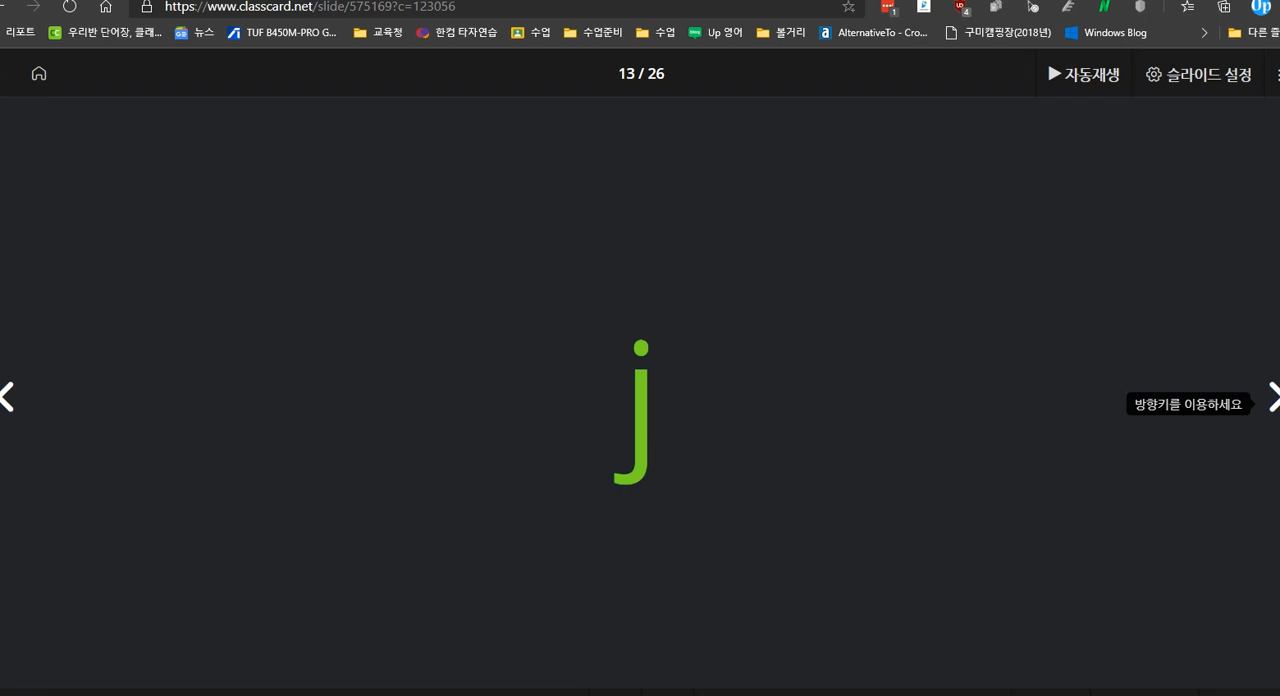 https://www.classcard.net/slide/575169?c=123056
1
4
Up
리포트 우리반 단어장, 클래... 뉴스 TUF B450M-PRO G... 교육청 한컴 타자연습 수업 수업준비 수업 Up 영어 볼거리 AlternativeTo - Cro... 구미캠핑장(2018년) Windows Blog 다른 즐
13 / 26
자동재생
슬라이드 설정
j
방향키를 이용하세요